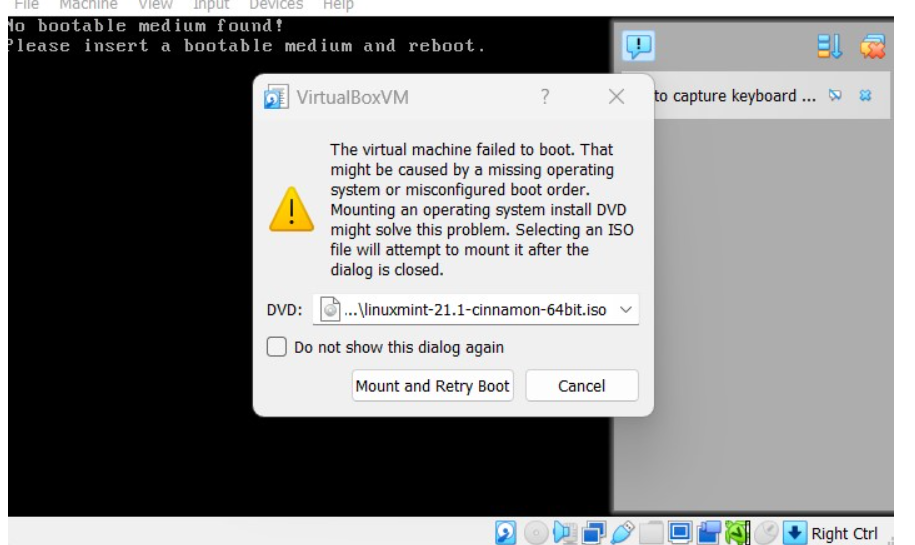 File Machine View Input Devices Help
No bootable medium found!
Please insert a bootable medium and reboot.
VirtualBoxVM ?
to capture keyboard ...
The virtual machine failed to boot. That
might be caused by a missing operating
system or misconfigured boot order.
Mounting an operating system install DVD
might solve this problem. Selecting an ISO
file will attempt to mount it after the
dialog is closed.
DVD: ...\linuxmint-21.1-cinnamon-64bit.iso
Do not show this dialog again
Mount and Retry Boot Cancel
Right Ctrl